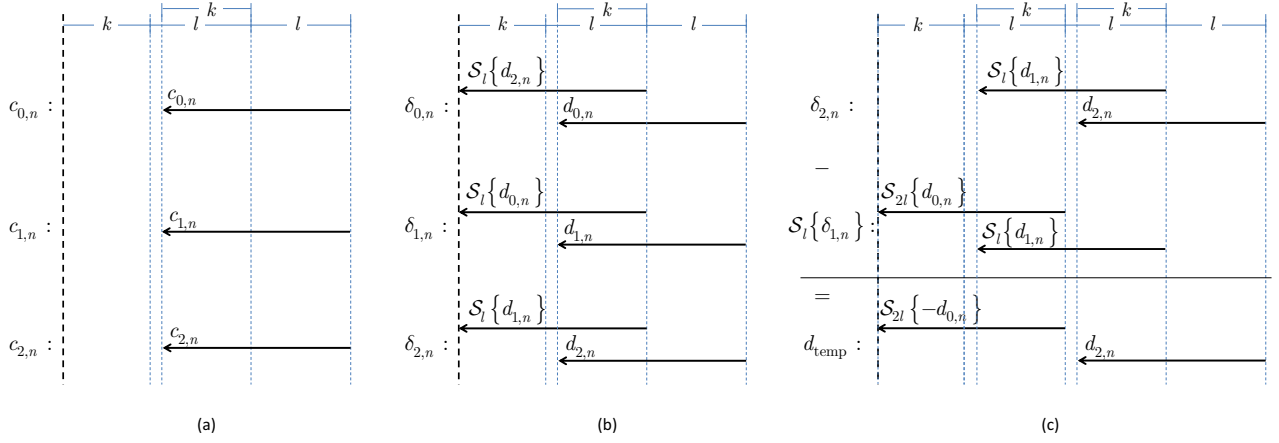 k
k l l
c_{0,n} : c_{0,n}
c_{1,n} : c_{1,n}
c_{2,n} : c_{2,n}
(a)
k
k l l
𝒮_l{d_{2,n}}
δ_{0,n} : d_{0,n}
𝒮_l{d_{0,n}}
δ_{1,n} : d_{1,n}
𝒮_l{d_{1,n}}
δ_{2,n} : d_{2,n}
(b)
k k
k l l
𝒮_l{d_{1,n}}
δ_{2,n} : d_{2,n}
−
𝒮_{2l}{d_{0,n}}
𝒮_l{δ_{1,n}} : 𝒮_l{d_{1,n}}
=
𝒮_{2l}{−d_{0,n}}
d_{temp} : d_{2,n}
(c)